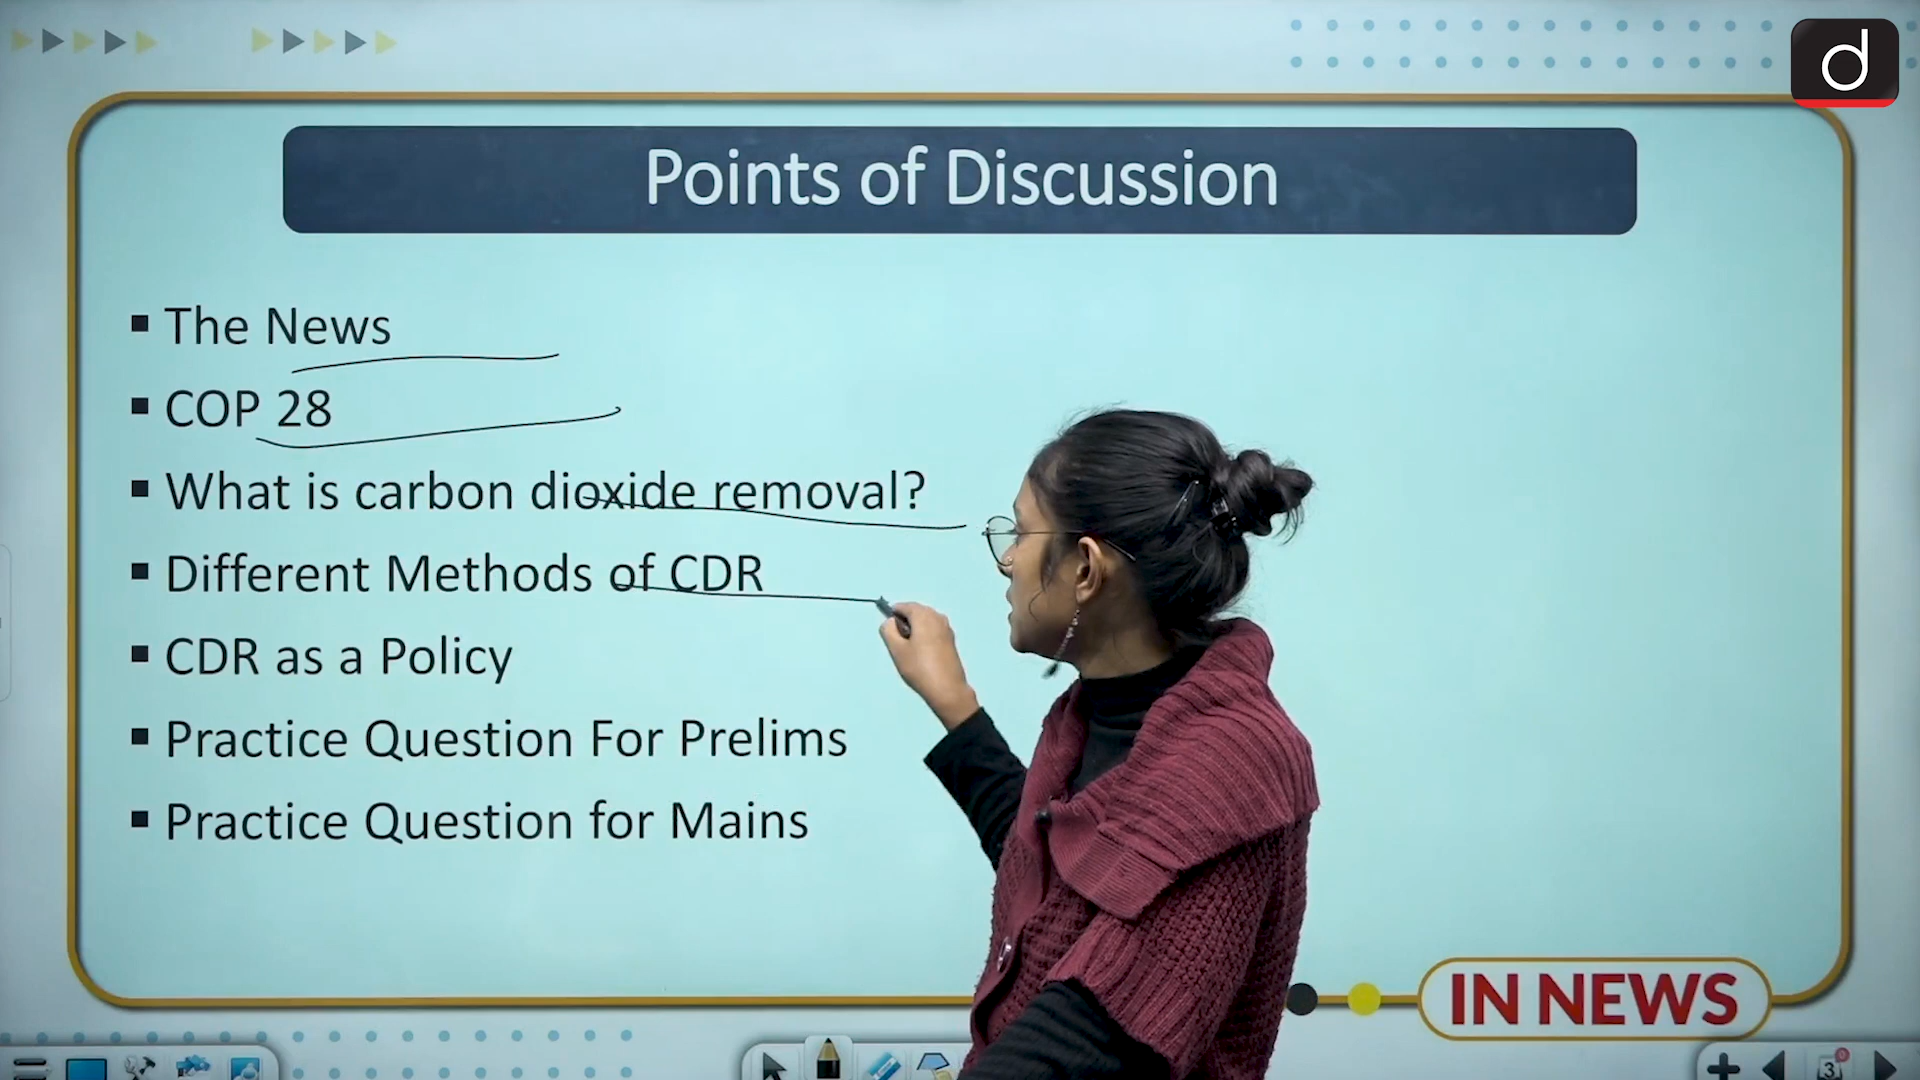 d
Points of Discussion
▪ The News
▪ COP 28
▪ What is carbon dioxide removal?
▪ Different Methods of CDR
▪ CDR as a Policy
▪ Practice Question For Prelims
▪ Practice Question for Mains
IN NEWS
3